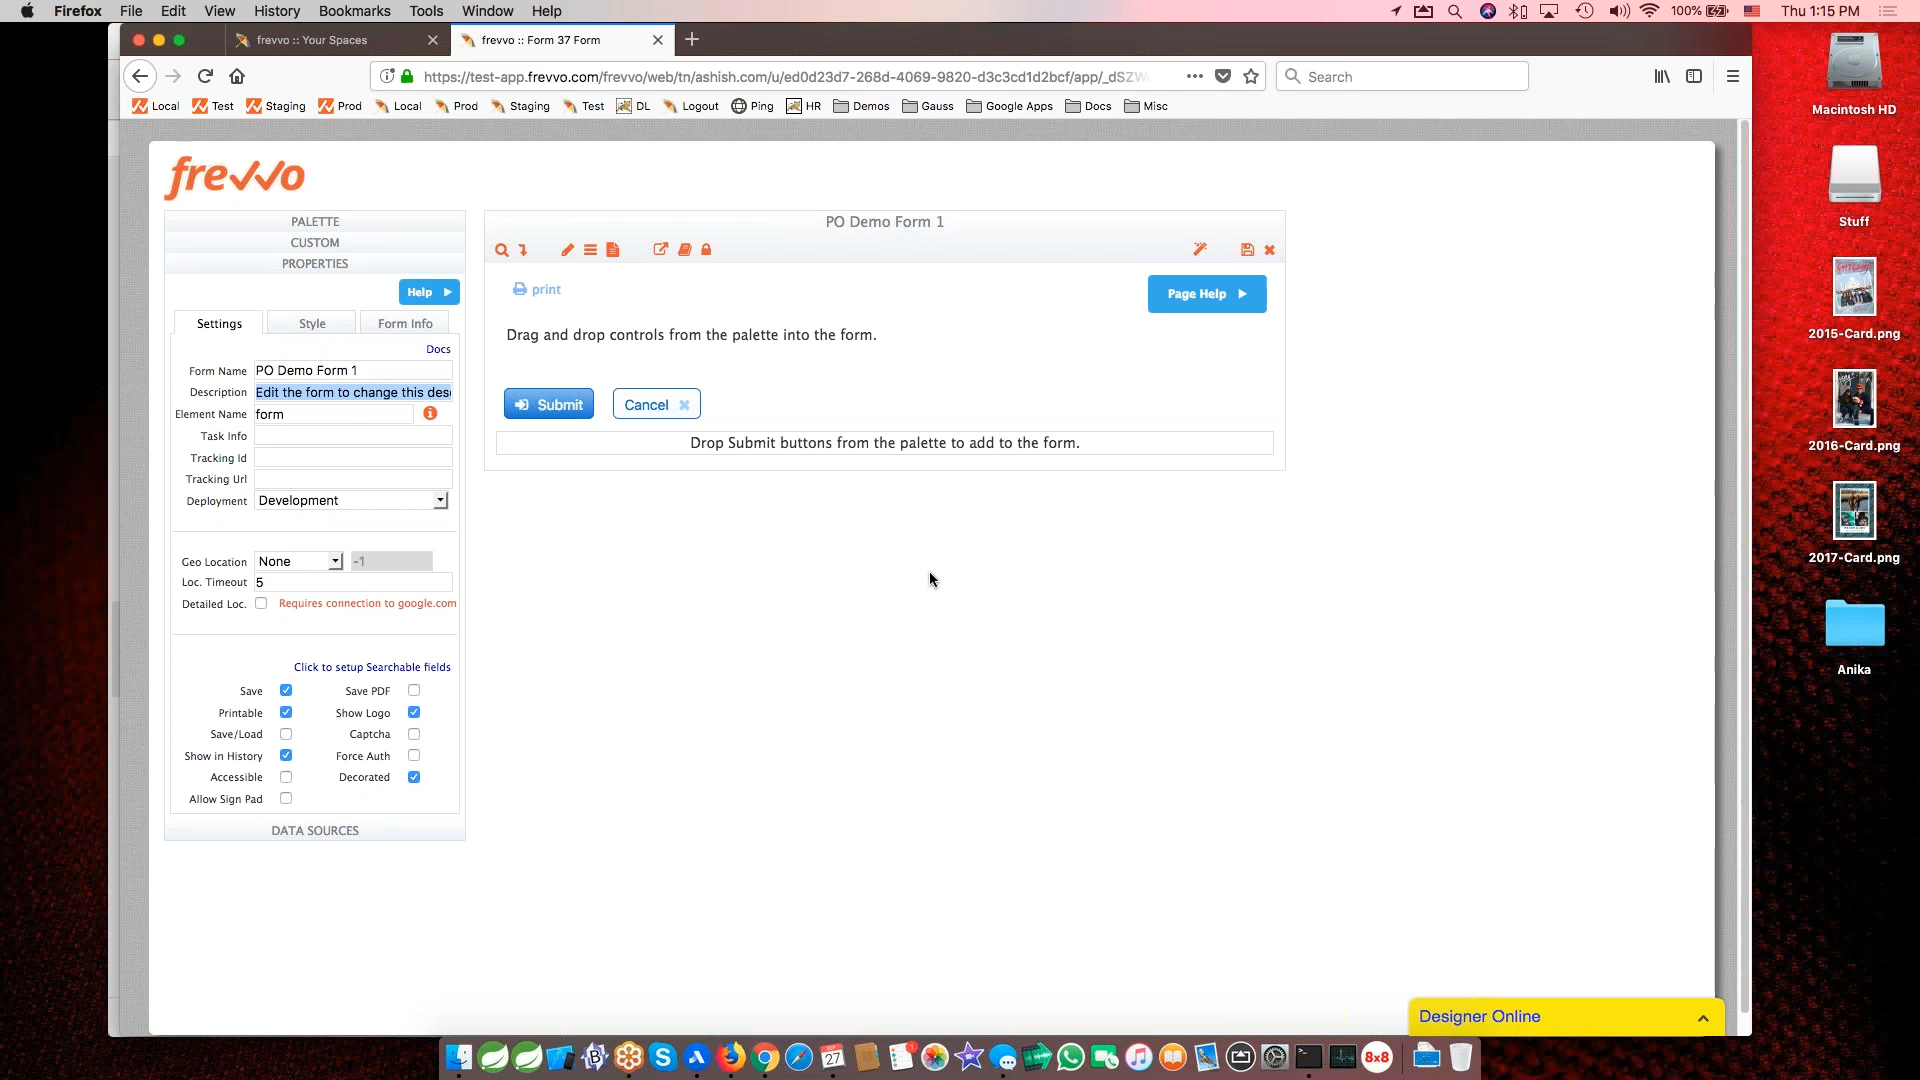 Firefox File Edit View History Bookmarks Tools Window Help 100% Thu 1:15 PM
frevvo :: Your Spaces frevvo :: Form 37 Form
https://test-app.frevvo.com/frevvo/web/tn/ashish.com/u/ed0d23d7-268d-4069-9820-d3c3cd1d2bcf/app/_dSZW Search
Local Test Staging Prod Local Prod Staging Test DL Logout Ping HR Demos Gauss Google Apps Docs Misc
Macintosh HD
Stuff
2015-Card.png
2016-Card.png
2017-Card.png
Anika
frevvo
PALETTE
CUSTOM
PROPERTIES
Help
Settings Style Form Info
Docs
Form Name PO Demo Form 1
Description Edit the form to change this des
Element Name form
Task Info
Tracking Id
Tracking Url
Deployment Development
Geo Location None -1
Loc. Timeout 5
Detailed Loc. Requires connection to google.com
Click to setup Searchable fields
Save Save PDF
Printable Show Logo
Save/Load Captcha
Show in History Force Auth
Accessible Decorated
Allow Sign Pad
DATA SOURCES
PO Demo Form 1
print
Page Help
Drag and drop controls from the palette into the form.
Submit Cancel
Drop Submit buttons from the palette to add to the form.
Designer Online
27
1
8x8